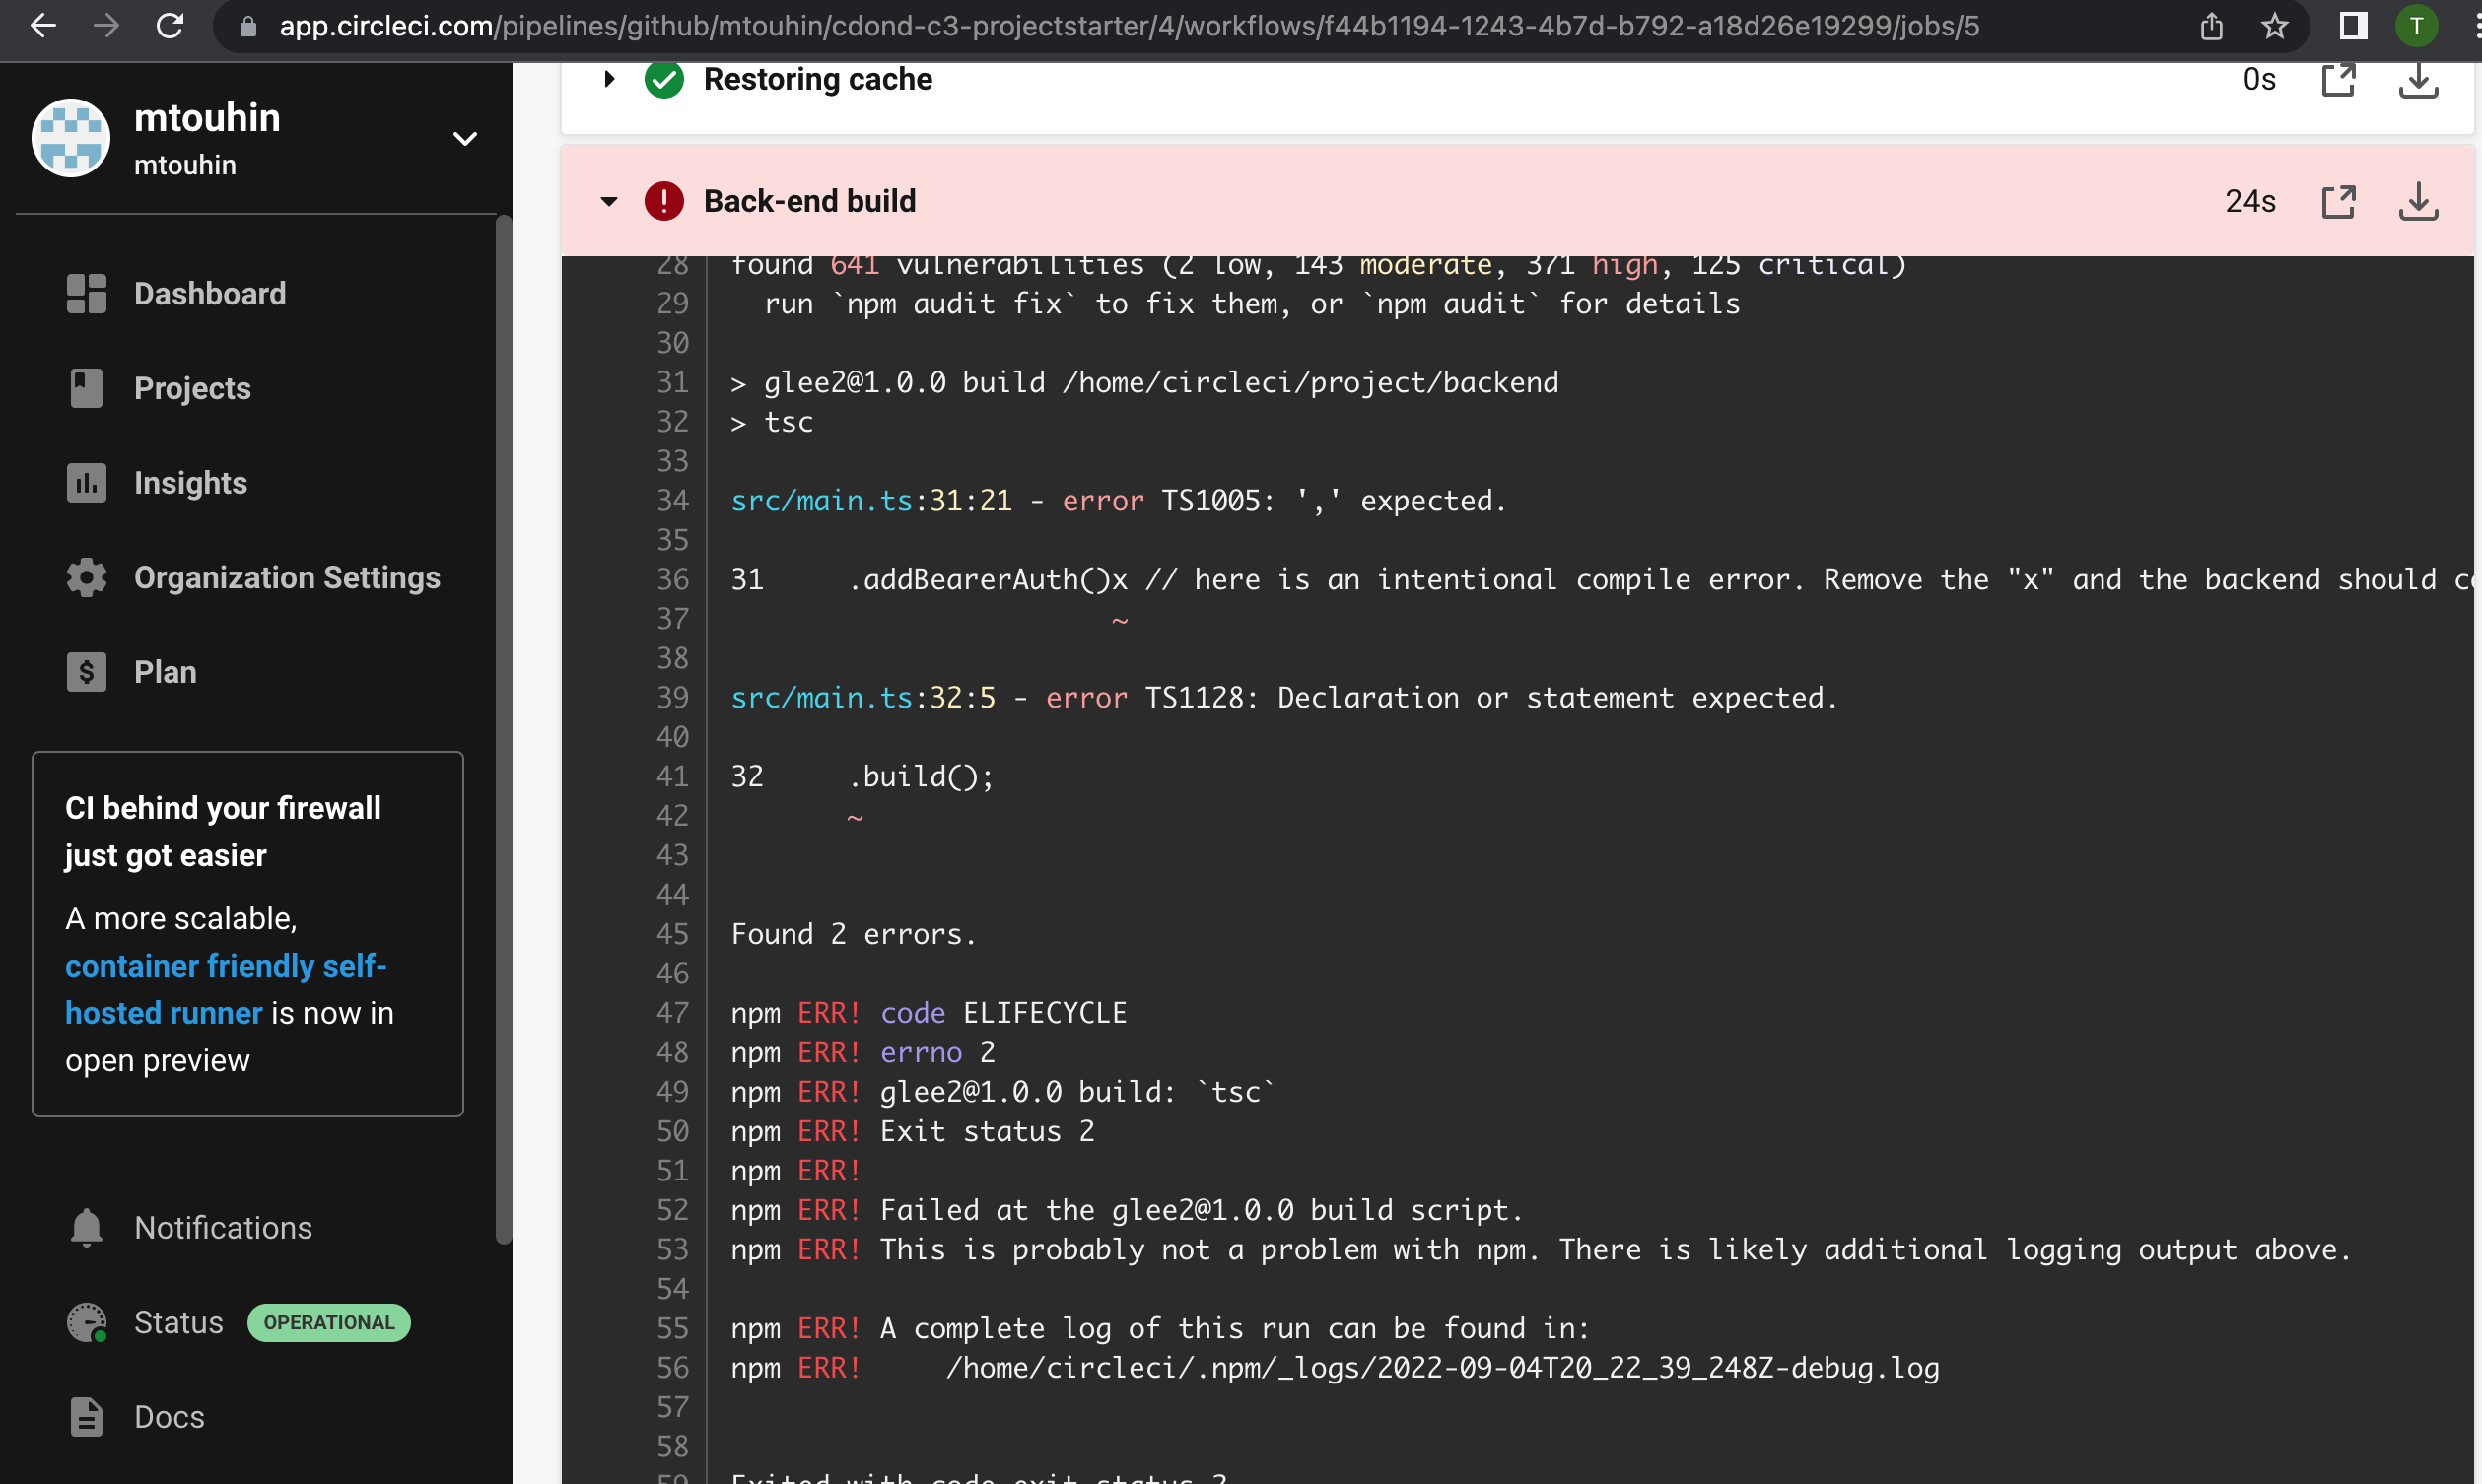 app.circleci.com/pipelines/github/mtouhin/cdond-c3-projectstarter/4/workflows/f44b1194-1243-4b7d-b792-a18d26e19299/jobs/5
T
mtouhin
mtouhin
Dashboard
Projects
Insights
Organization Settings
Plan
CI behind your firewall
just got easier
A more scalable,
container friendly self-
hosted runner is now in
open preview
Notifications
Status OPERATIONAL
Docs
Restoring cache 0s
Back-end build 24s
28 found 641 vulnerabilities (2 low, 143 moderate, 371 high, 125 critical)
29 run `npm audit fix` to fix them, or `npm audit` for details
30
31 > glee2@1.0.0 build /home/circleci/project/backend
32 > tsc
33
34 src/main.ts:31:21 - error TS1005: ',' expected.
35
36 31 .addBearerAuth()x // here is an intentional compile error. Remove the "x" and the backend should
37 ~
38
39 src/main.ts:32:5 - error TS1128: Declaration or statement expected.
40
41 32 .build();
42 ~
43
44
45 Found 2 errors.
46
47 npm ERR! code ELIFECYCLE
48 npm ERR! errno 2
49 npm ERR! glee2@1.0.0 build: `tsc`
50 npm ERR! Exit status 2
51 npm ERR!
52 npm ERR! Failed at the glee2@1.0.0 build script.
53 npm ERR! This is probably not a problem with npm. There is likely additional logging output above.
54
55 npm ERR! A complete log of this run can be found in:
56 npm ERR! /home/circleci/.npm/_logs/2022-09-04T20_22_39_248Z-debug.log
57
58
59 Exited with code exit status 2